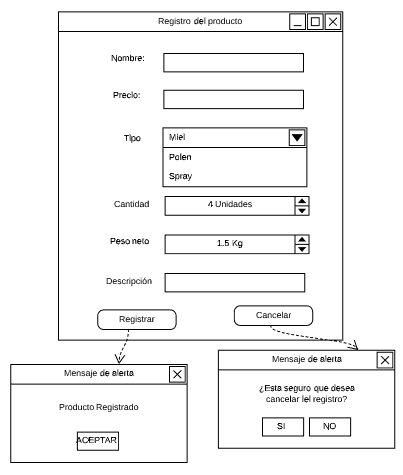 Registro del producto
Nombre:
Precio:
Tipo
Miel
Polen
Spray
Cantidad
4 Unidades
Peso neto
1.5 Kg
Descripción
Registrar
Cancelar
Mensaje de alerta
Producto Registrado
ACEPTAR
Mensaje de alerta
¿Esta seguro que desea
cancelar lel registro?
SI
NO